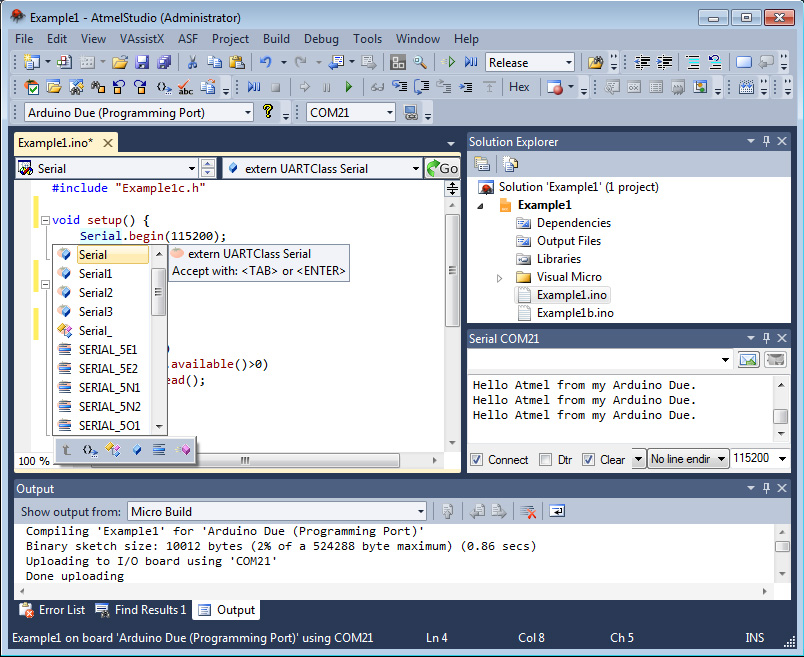 Example1 - AtmelStudio (Administrator)
File Edit View VAssistX ASF Project Build Debug Tools Window Help
Release
Hex
Arduino Due (Programming Port) COM21
Example1.ino*
Serial extern UARTClass Serial Go
#include "Example1c.h"
void setup() {
Serial.begin(115200);
Serial
Serial1
Serial2
Serial3
Serial_
SERIAL_5E1
SERIAL_5E2
SERIAL_5N1
SERIAL_5N2
SERIAL_5O1
extern UARTClass Serial
Accept with: <TAB> or <ENTER>
)
.available()>0)
ead();
100 %
Solution Explorer
Solution 'Example1' (1 project)
Example1
Dependencies
Output Files
Libraries
Visual Micro
Example1.ino
Example1b.ino
Serial COM21
Hello Atmel from my Arduino Due.
Hello Atmel from my Arduino Due.
Hello Atmel from my Arduino Due.
Connect Dtr Clear No line endir 115200
Output
Show output from: Micro Build
Compiling 'Example1' for 'Arduino Due (Programming Port)'
Binary sketch size: 10012 bytes (2% of a 524288 byte maximum) (0.86 secs)
Uploading to I/O board using 'COM21'
Done uploading
Error List Find Results 1 Output
Example1 on board 'Arduino Due (Programming Port)' using COM21 Ln 4 Col 8 Ch 5 INS